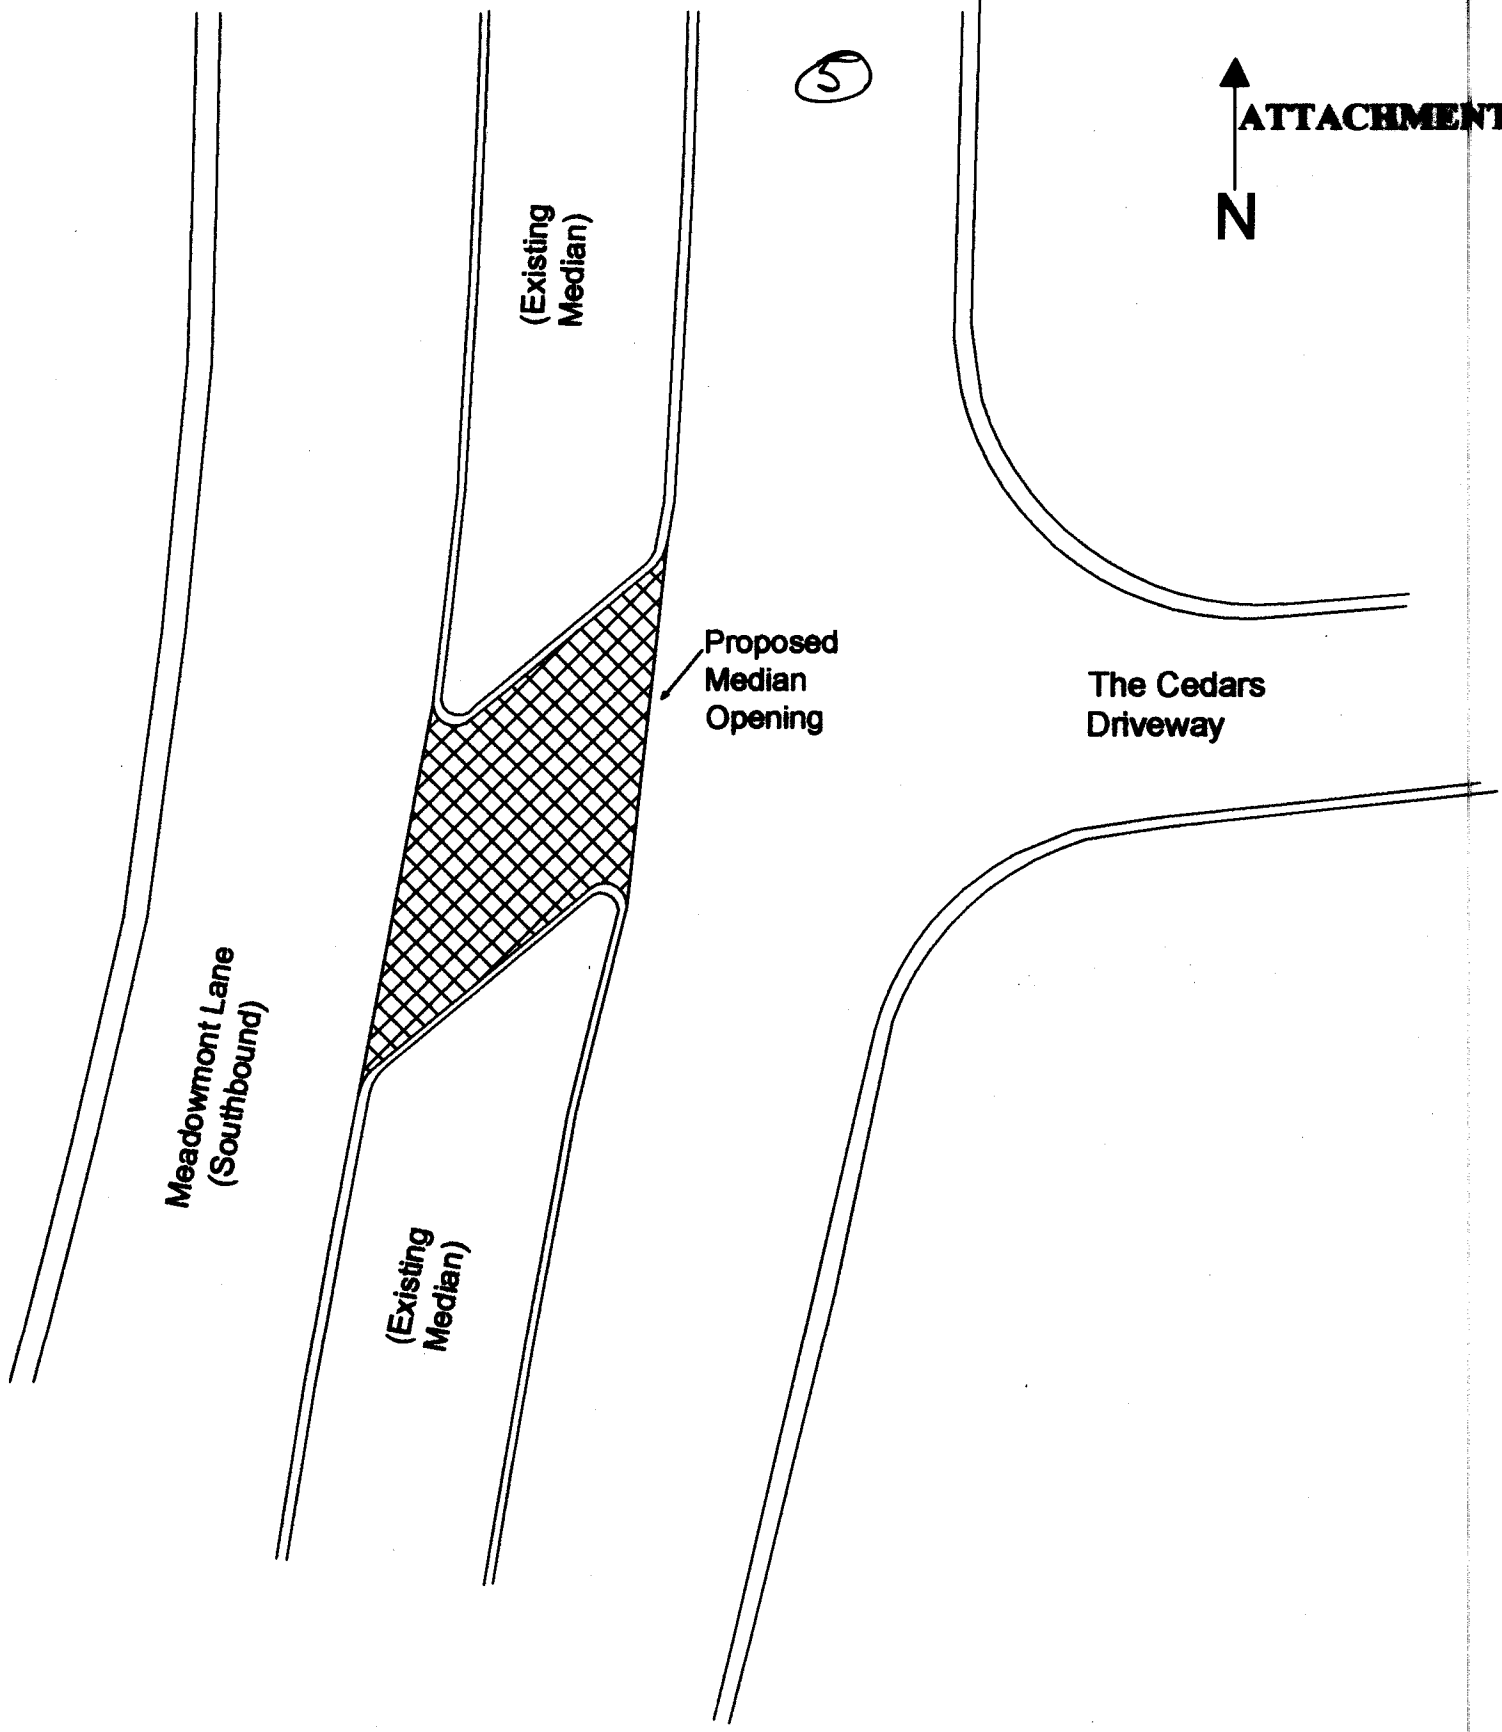 5
ATTACHMENT
N
(Existing
Median)
Proposed
Median
Opening
The Cedars
Driveway
Meadowmont Lane
(Southbound)
(Existing
Median)